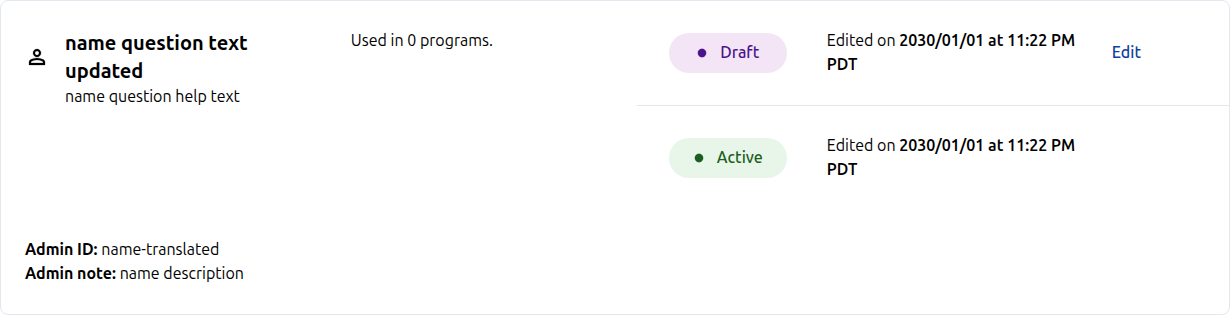 name question text
updated
name question help text
Used in 0 programs.
Draft
Edited on 2030/01/01 at 11:22 PM
PDT
Edit
Active
Edited on 2030/01/01 at 11:22 PM
PDT
Admin ID: name-translated
Admin note: name description